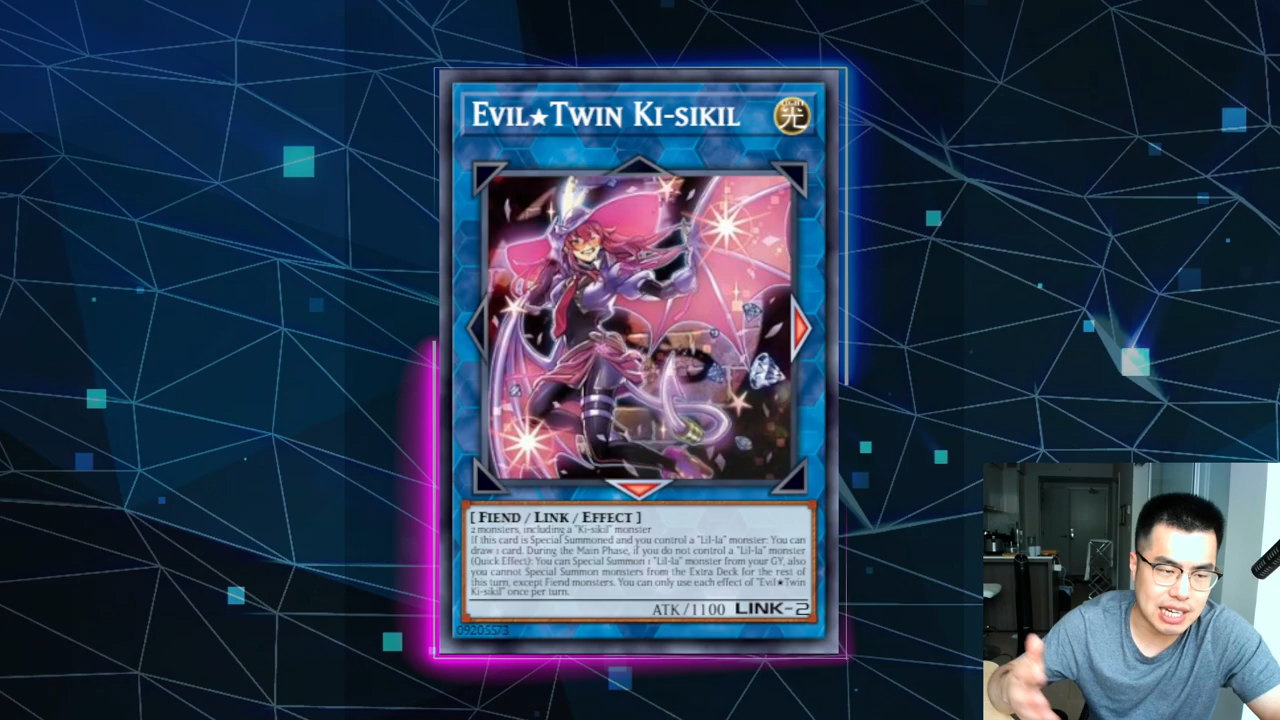 Evil★Twin Ki-sikil
光
[ Fiend / Link / Effect ]
2 monsters, including a "Ki-sikil" monster
If this card is Special Summoned and you control a "Lil-la" monster: You can
draw 1 card. During the Main Phase, if you do not control a "Lil-la" monster
(Quick Effect): You can Special Summon 1 "Lil-la" monster from your GY, also
you cannot Special Summon monsters from the Extra Deck for the rest of
this turn, except Fiend monsters. You can only use each effect of "Evil★Twin
Ki-sikil" once per turn.
ATK/1100 LINK-2